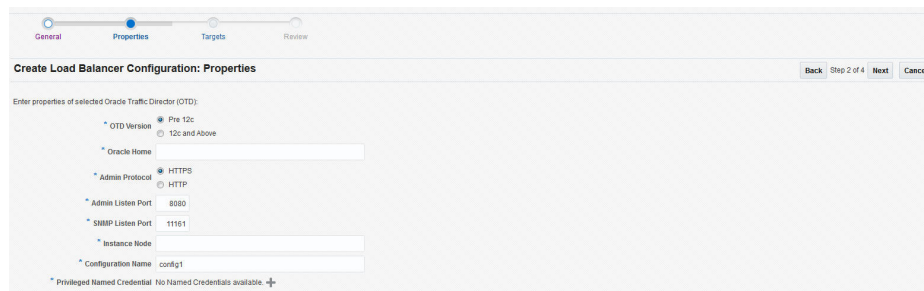 General Properties Targets Review
Create Load Balancer Configuration: Properties
Back Step 2 of 4 Next Cance
Enter properties of selected Oracle Traffic Director (OTD):
* OTD Version Pre 12c
12c and Above
* Oracle Home
* Admin Protocol HTTPS
HTTP
* Admin Listen Port 8080
* SNMP Listen Port 11161
* Instance Node
* Configuration Name config1
* Privileged Named Credential No Named Credentials available.